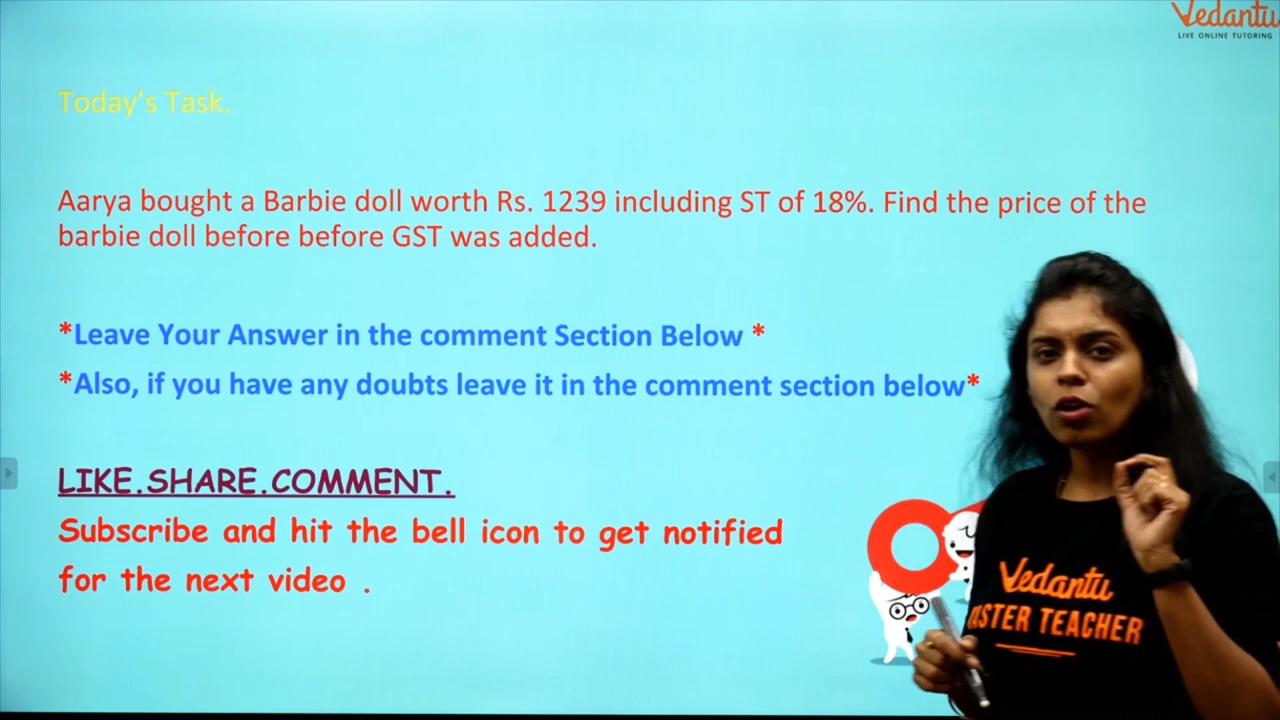 Vedantu
LIVE ONLINE TUTORING
Today's Task.
Aarya bought a Barbie doll worth Rs. 1239 including ST of 18%. Find the price of the
barbie doll before before GST was added.
*Leave Your Answer in the comment Section Below *
*Also, if you have any doubts leave it in the comment section below*
LIKE.SHARE.COMMENT.
Subscribe and hit the bell icon to get notified
for the next video .
Vedantu
ASTER TEACHER